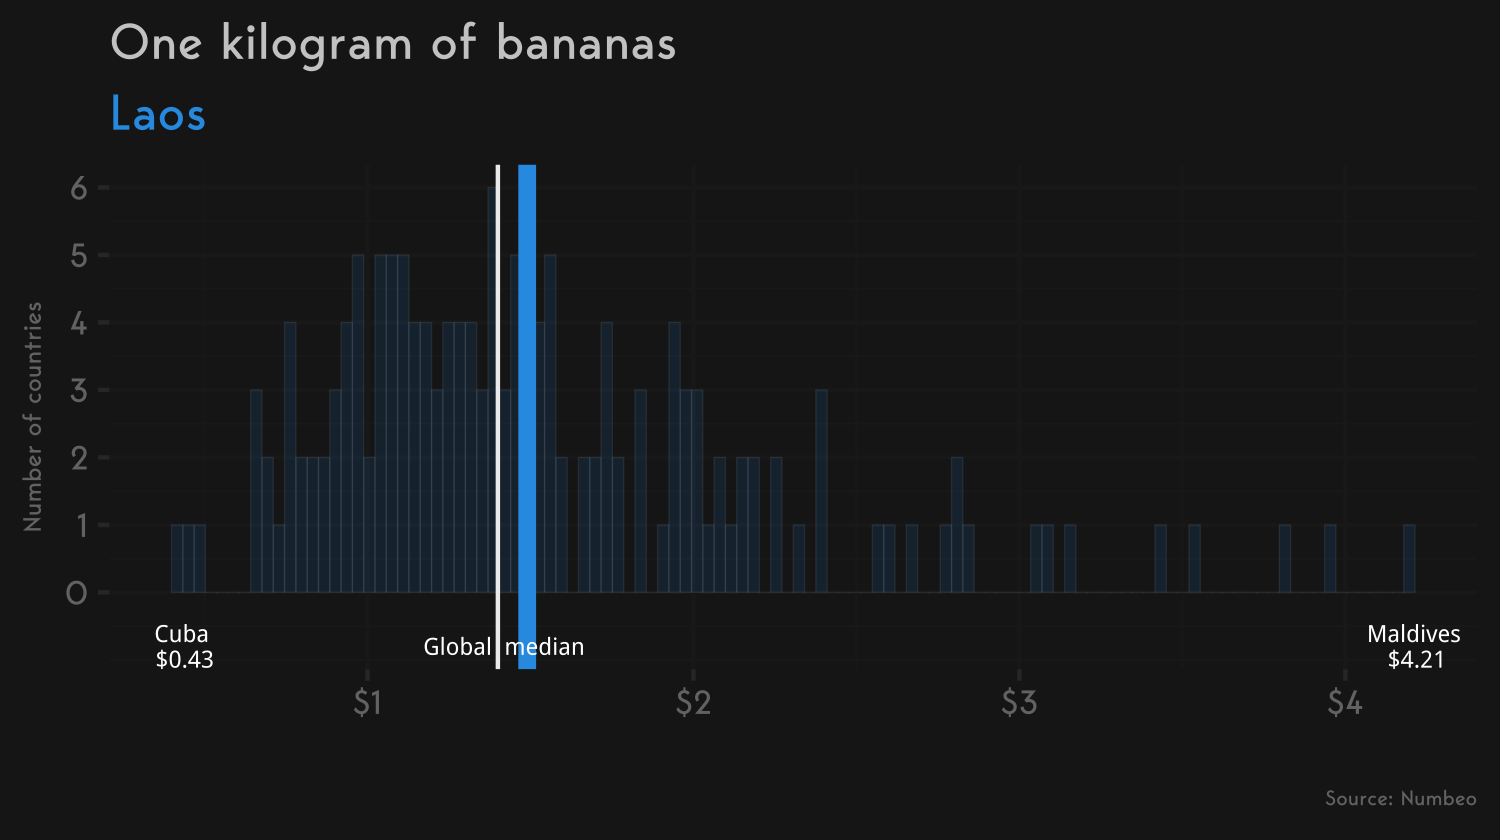 One kilogram of bananas
Laos
Number of countries
6
5
4
3
2
1
0
Cuba
$0.43
Global median
Maldives
$4.21
$1 $2 $3 $4
Source: Numbeo